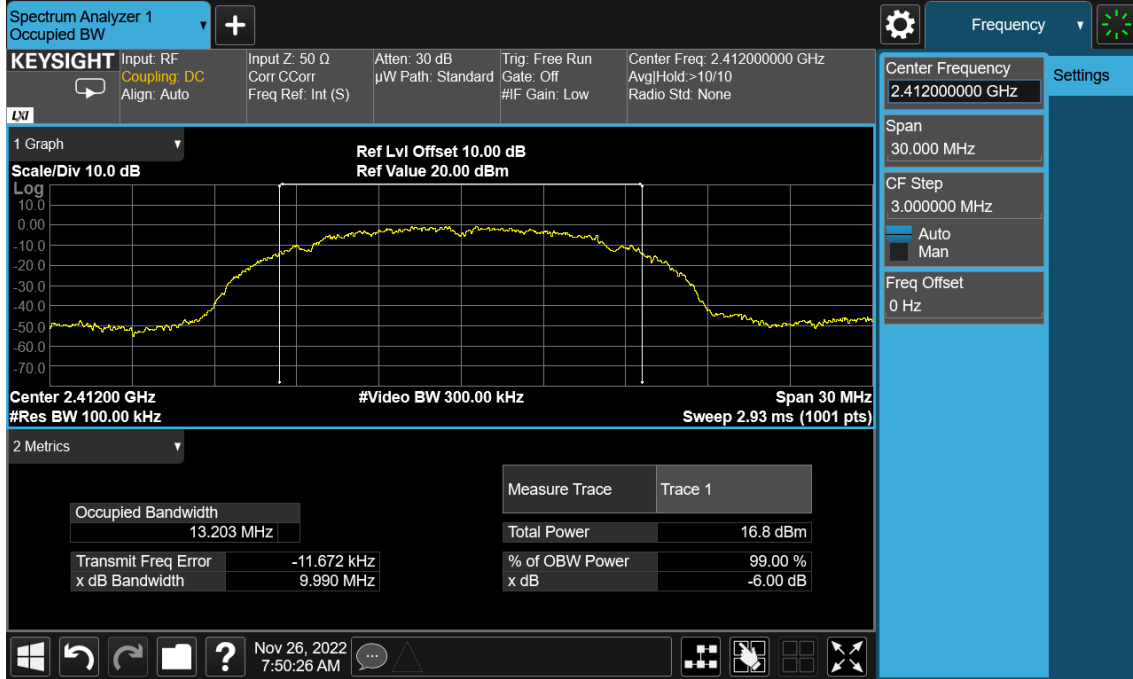 Spectrum Analyzer 1
Occupied BW
Frequency
KEYSIGHT
LXI
Input: RF
Coupling: DC
Align: Auto
Input Z: 50 Ω
Corr CCorr
Freq Ref: Int (S)
Atten: 30 dB
µW Path: Standard
Trig: Free Run
Gate: Off
#IF Gain: Low
Center Freq: 2.412000000 GHz
Avg|Hold:>10/10
Radio Std: None
Center Frequency
2.412000000 GHz
Settings
Span
30.000 MHz
CF Step
3.000000 MHz
Auto
Man
Freq Offset
0 Hz
1 Graph
Scale/Div 10.0 dB
Ref Lvl Offset 10.00 dB
Ref Value 20.00 dBm
Log
10.0
0.00
-10.0
-20.0
-30.0
-40.0
-50.0
-60.0
-70.0
Center 2.41200 GHz
#Video BW 300.00 kHz
Span 30 MHz
#Res BW 100.00 kHz
Sweep 2.93 ms (1001 pts)
2 Metrics
Measure Trace Trace 1
Occupied Bandwidth
13.203 MHz
Total Power 16.8 dBm
Transmit Freq Error -11.672 kHz
% of OBW Power 99.00 %
x dB Bandwidth 9.990 MHz
x dB -6.00 dB
?
Nov 26, 2022
7:50:26 AM